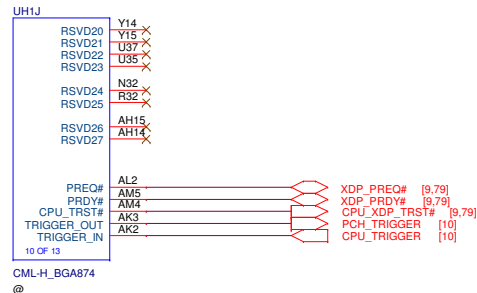 UH1J
RSVD20 Y14
RSVD21 Y15
RSVD22 U37
RSVD23 U35
RSVD24 N32
RSVD25 R32
RSVD26 AH15
RSVD27 AH14
PREQ# AL2 XDP_PREQ# [9,79]
PRDY# AM5 XDP_PRDY# [9,79]
CPU_TRST# AM4 CPU_XDP_TRST# [9,79]
TRIGGER_OUT AK3 PCH_TRIGGER [10]
TRIGGER_IN AK2 CPU_TRIGGER [10]
10 OF 13
CML-H_BGA874
@